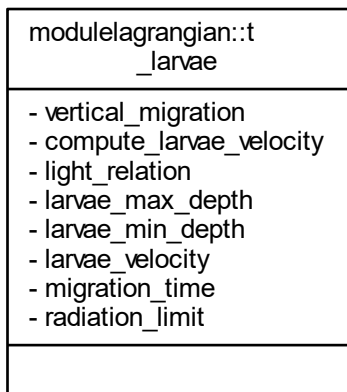 modulelagrangian::t
_larvae
- vertical_migration
- compute_larvae_velocity
- light_relation
- larvae_max_depth
- larvae_min_depth
- larvae_velocity
- migration_time
- radiation_limit